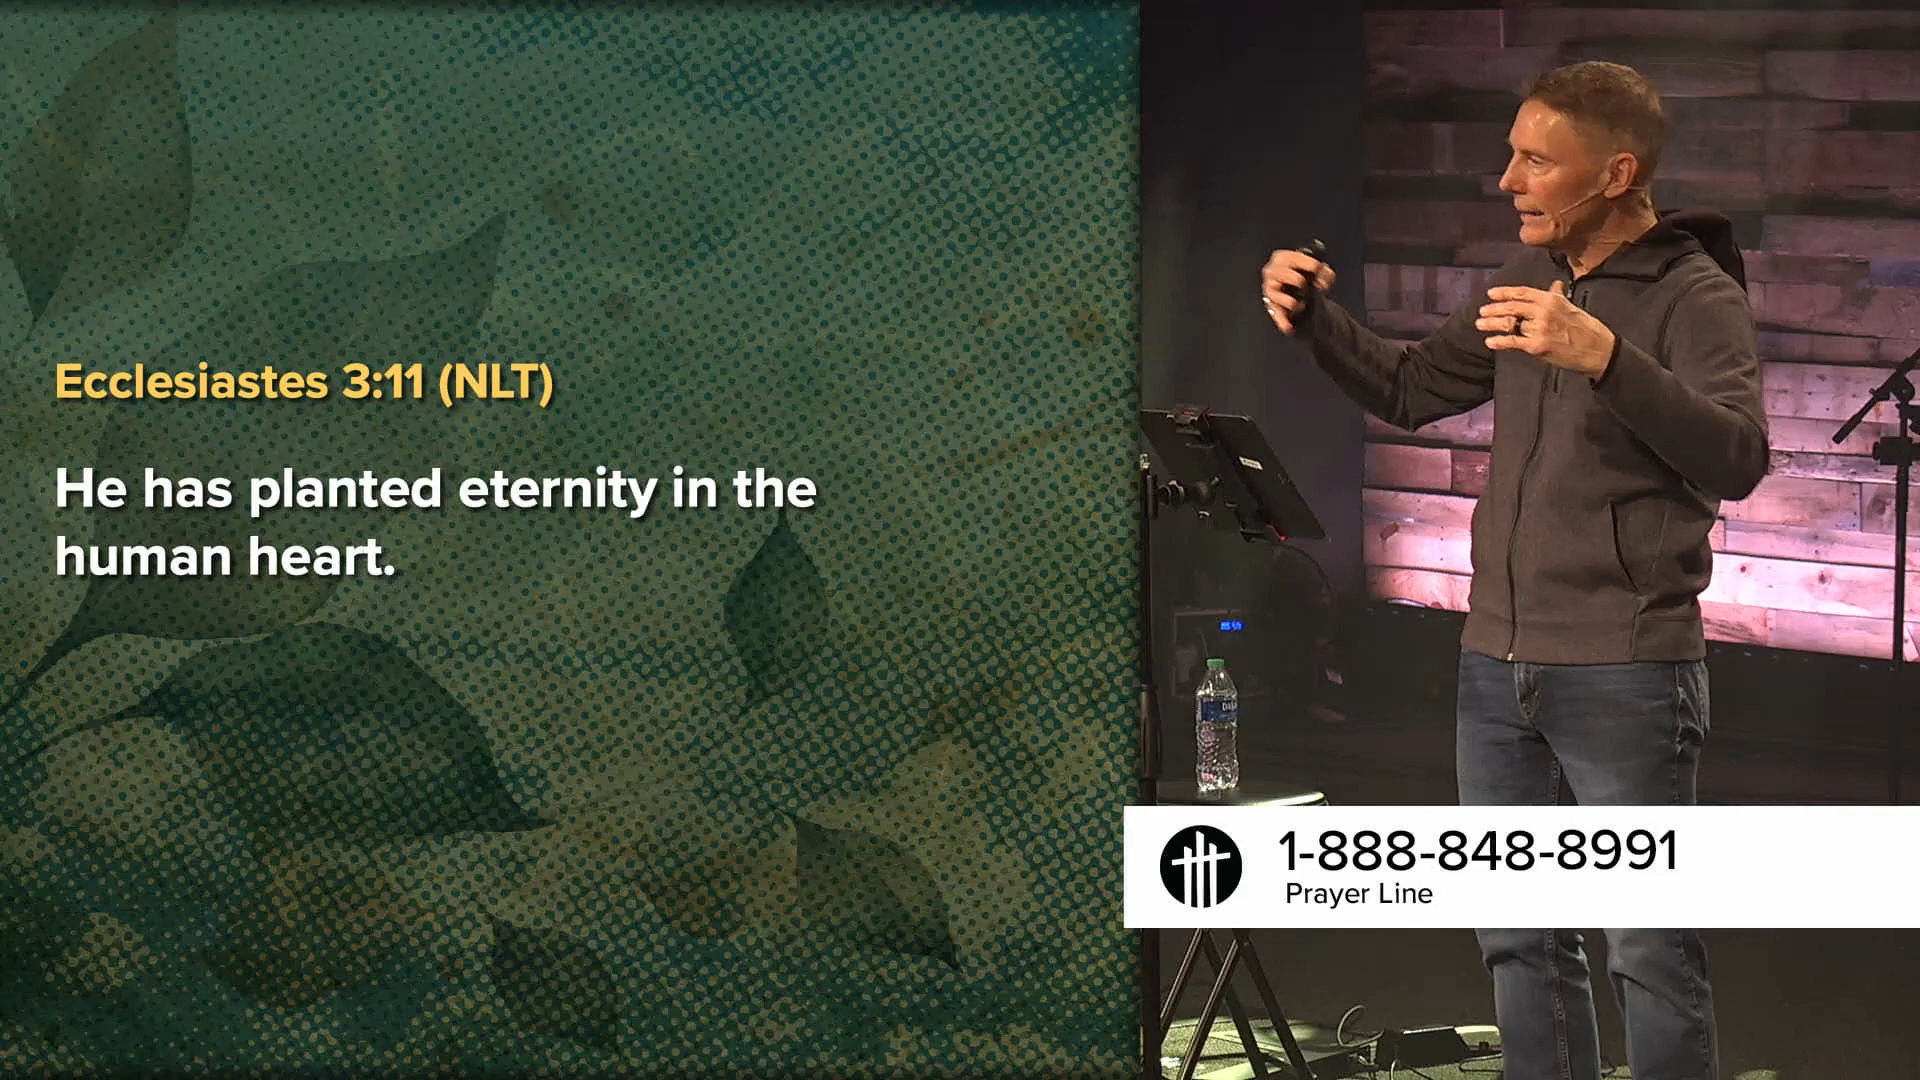 Ecclesiastes 3:11 (NLT)
He has planted eternity in the
human heart.
1-888-848-8991
Prayer Line